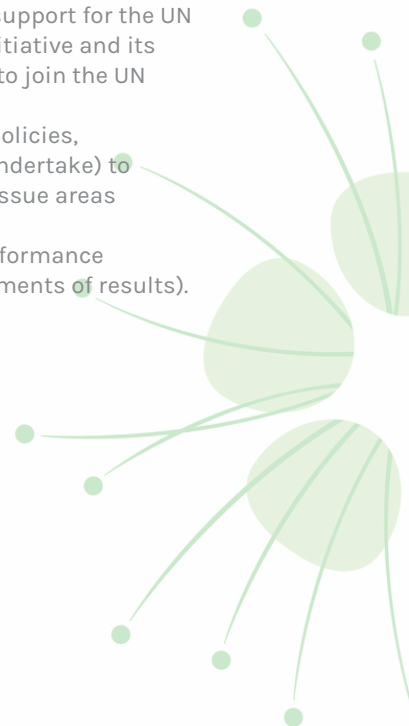 support for the UN
itiative and its
to join the UN
olicies,
ndertake) to
ssue areas
formance
ments of results).